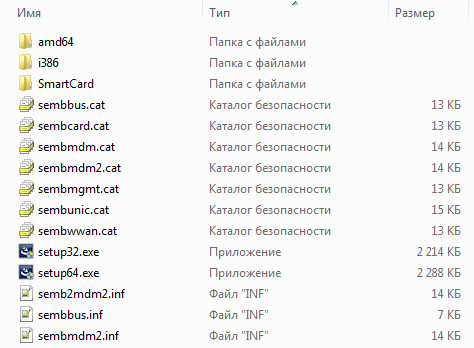 Имя Тип Размер
amd64 Папка с файлами
i386 Папка с файлами
SmartCard Папка с файлами
sembbus.cat Каталог безопасности 13 КБ
sembcard.cat Каталог безопасности 13 КБ
sembmdm.cat Каталог безопасности 14 КБ
sembmdm2.cat Каталог безопасности 14 КБ
sembmgmt.cat Каталог безопасности 13 КБ
sembunic.cat Каталог безопасности 15 КБ
sembwwan.cat Каталог безопасности 13 КБ
setup32.exe Приложение 2 214 КБ
setup64.exe Приложение 2 288 КБ
semb2mdm2.inf Файл "INF" 14 КБ
sembbus.inf Файл "INF" 7 КБ
sembmdm2.inf Файл "INF" 14 КБ